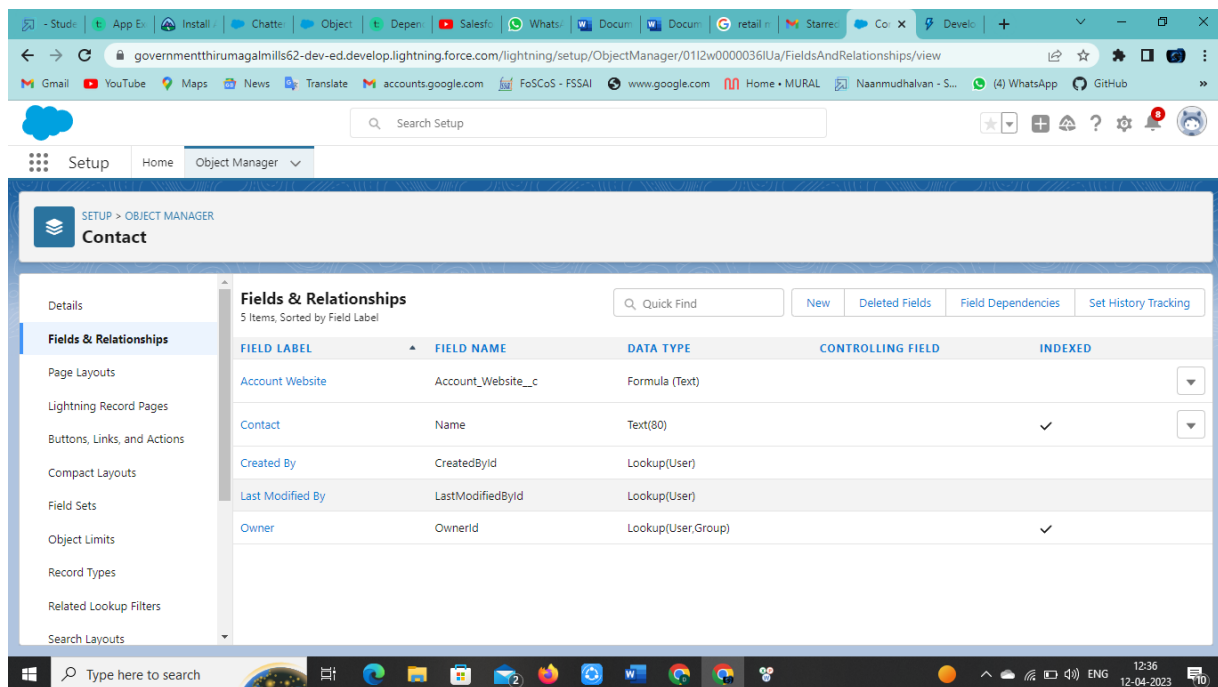 - Stude App Ex Install Chatte Object Depen Salesfo WhatsA Docum Docum retail m Starred Co Develo
governmentthirumagalmills62-dev-ed.develop.lightning.force.com/lightning/setup/ObjectManager/01I2w0000036IUa/FieldsAndRelationships/view
Gmail YouTube Maps News Translate accounts.google.com FoSCoS - FSSAI www.google.com Home • MURAL Naanmudhalvan - S... (4) WhatsApp GitHub »
Search Setup
8
Setup Home Object Manager
SETUP > OBJECT MANAGER
Contact
Details
Fields & Relationships
Page Layouts
Lightning Record Pages
Buttons, Links, and Actions
Compact Layouts
Field Sets
Object Limits
Record Types
Related Lookup Filters
Search Layouts
Fields & Relationships
5 Items, Sorted by Field Label
Quick Find New Deleted Fields Field Dependencies Set History Tracking
FIELD LABEL FIELD NAME DATA TYPE CONTROLLING FIELD INDEXED
Account Website Account_Website__c Formula (Text)
Contact Name Text(80)
Created By CreatedById Lookup(User)
Last Modified By LastModifiedById Lookup(User)
Owner OwnerId Lookup(User,Group)
Type here to search
2
ENG
12:36
12-04-2023
10